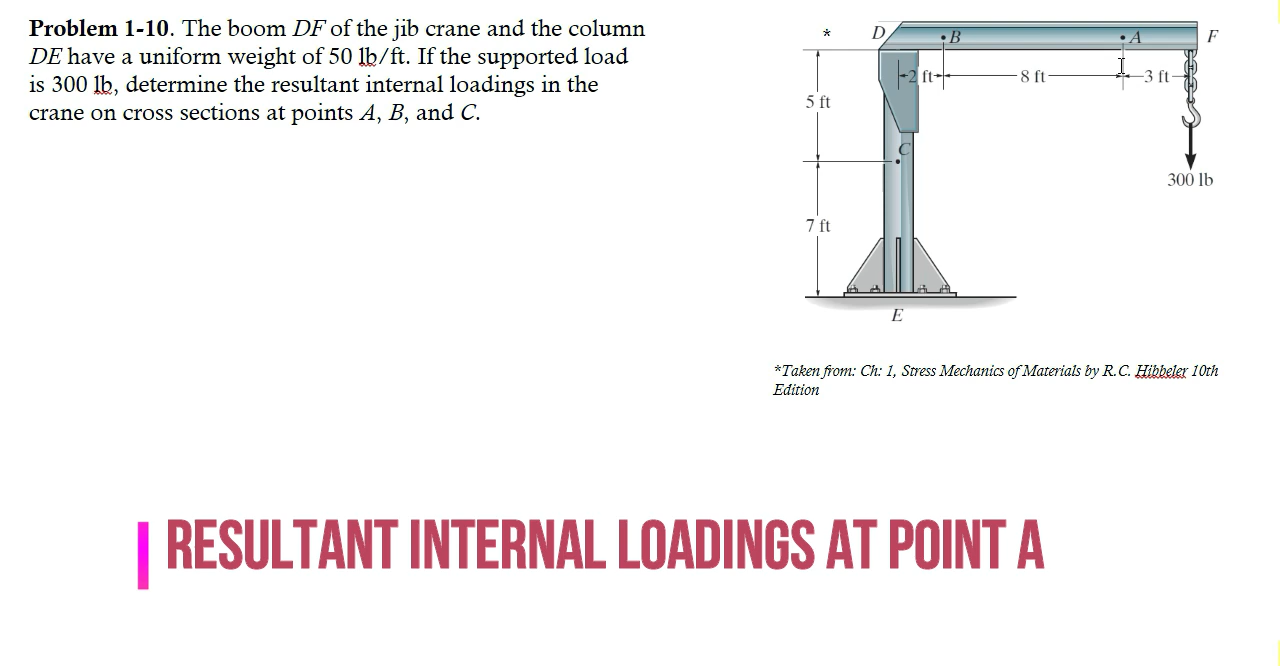 Problem 1-10. The boom DF of the jib crane and the column
DE have a uniform weight of 50 lb/ft. If the supported load
is 300 lb, determine the resultant internal loadings in the
crane on cross sections at points A, B, and C.
*
D
B
A
F
2 ft
8 ft
3 ft
5 ft
C
300 lb
7 ft
E
*Taken from: Ch: 1, Stress Mechanics of Materials by R.C. Hibbeler 10th
Edition
RESULTANT INTERNAL LOADINGS AT POINT A